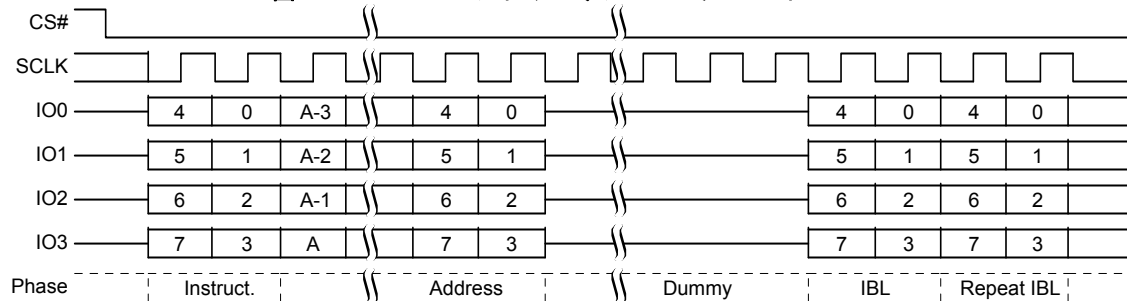 CS#
SCLK
IO0 4 0 A-3 4 0 4 0 4 0
IO1 5 1 A-2 5 1 5 1 5 1
IO2 6 2 A-1 6 2 6 2 6 2
IO3 7 3 A 7 3 7 3 7 3
Phase Instruct. Address Dummy IBL Repeat IBL